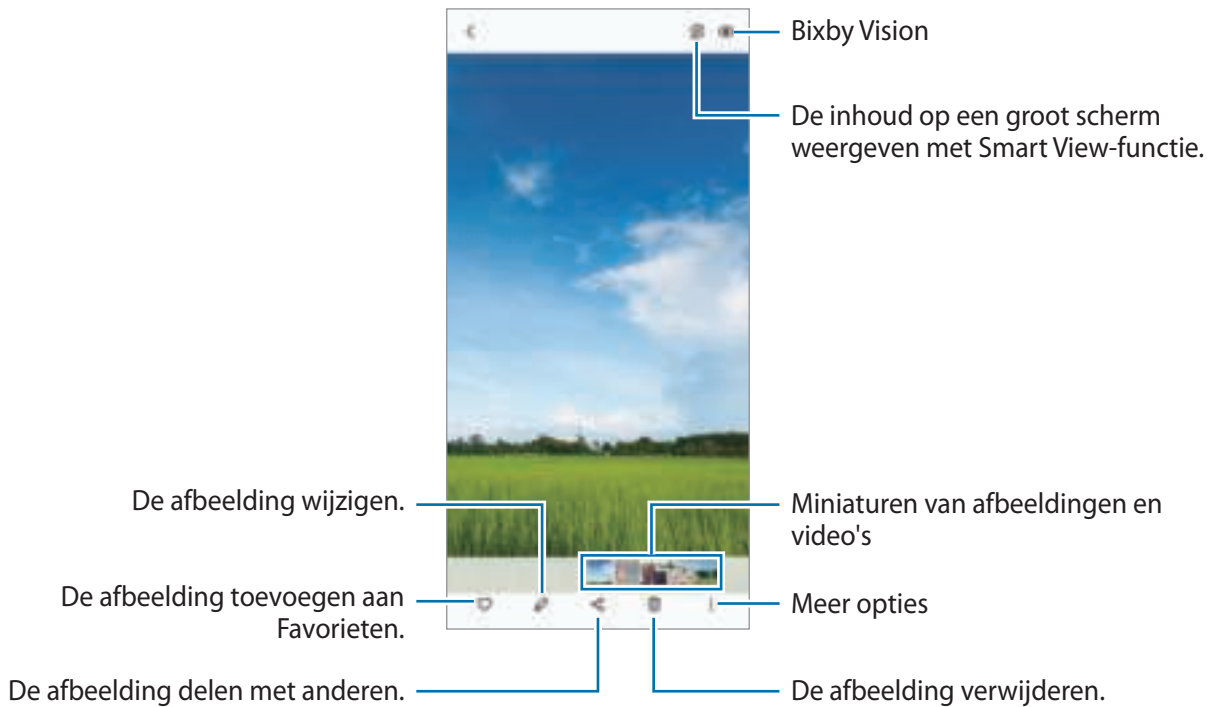 Bixby Vision
De inhoud op een groot scherm
weergeven met Smart View-functie.
De afbeelding wijzigen.
Miniaturen van afbeeldingen en
video's
De afbeelding toevoegen aan
Favorieten.
Meer opties
De afbeelding delen met anderen.
De afbeelding verwijderen.